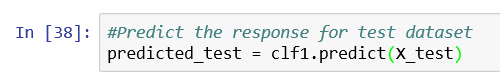 In [38]: #Predict the response for test dataset
predicted_test = clf1.predict(X_test)